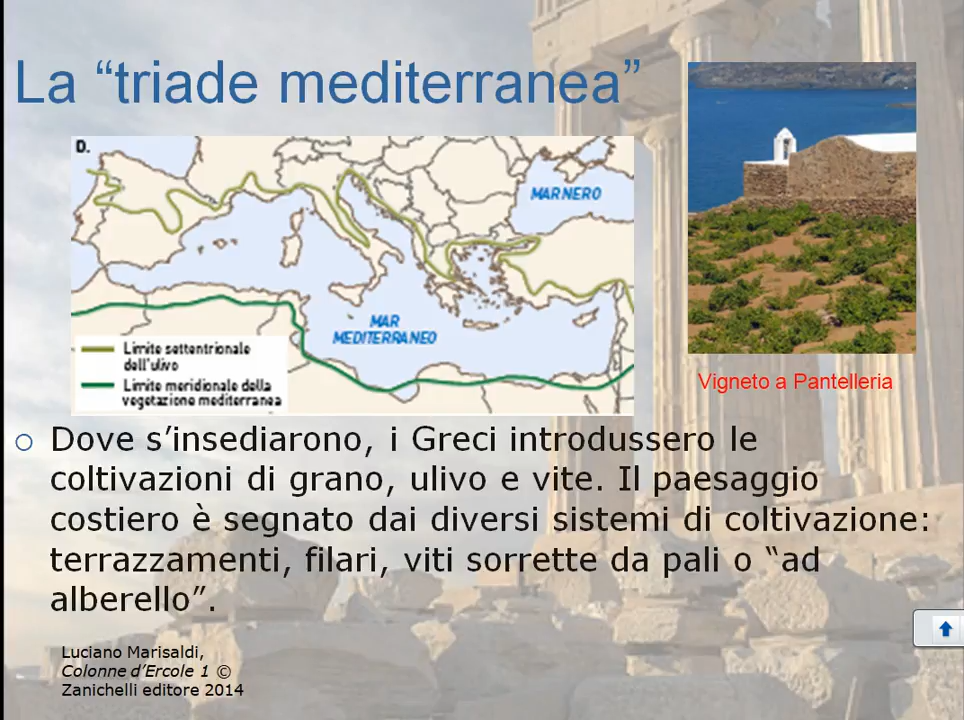 La “triade mediterranea”
D.
MAR NERO
MAR
MEDITERRANEO
Limite settentrionale
dell'ulivo
Limite meridionale della
vegetazione mediterranea
Vigneto a Pantelleria
Dove s’insediarono, i Greci introdussero le
coltivazioni di grano, ulivo e vite. Il paesaggio
costiero è segnato dai diversi sistemi di coltivazione:
terrazzamenti, filari, viti sorrette da pali o “ad
alberello”.
Luciano Marisaldi,
Colonne d’Ercole 1 ©
Zanichelli editore 2014